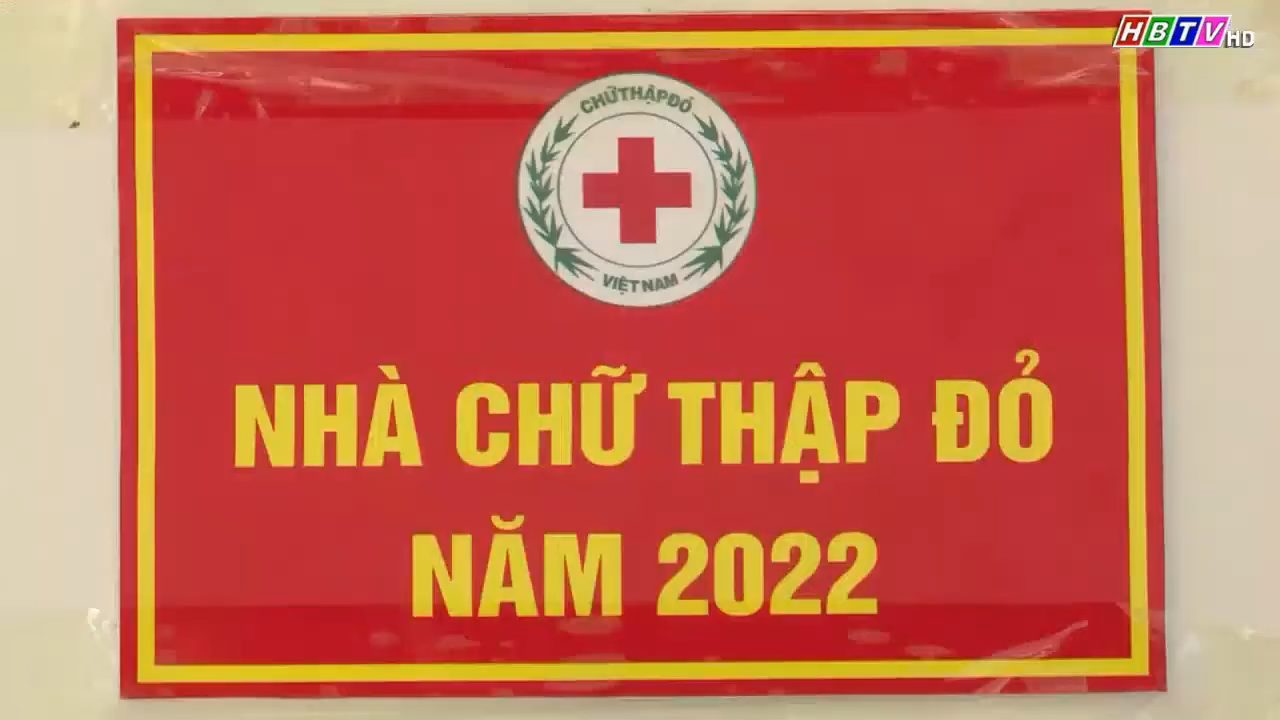 HBTV HD
CHỮ THẬP ĐỎ
VIỆT NAM
NHÀ CHỮ THẬP ĐỎ
NĂM 2022